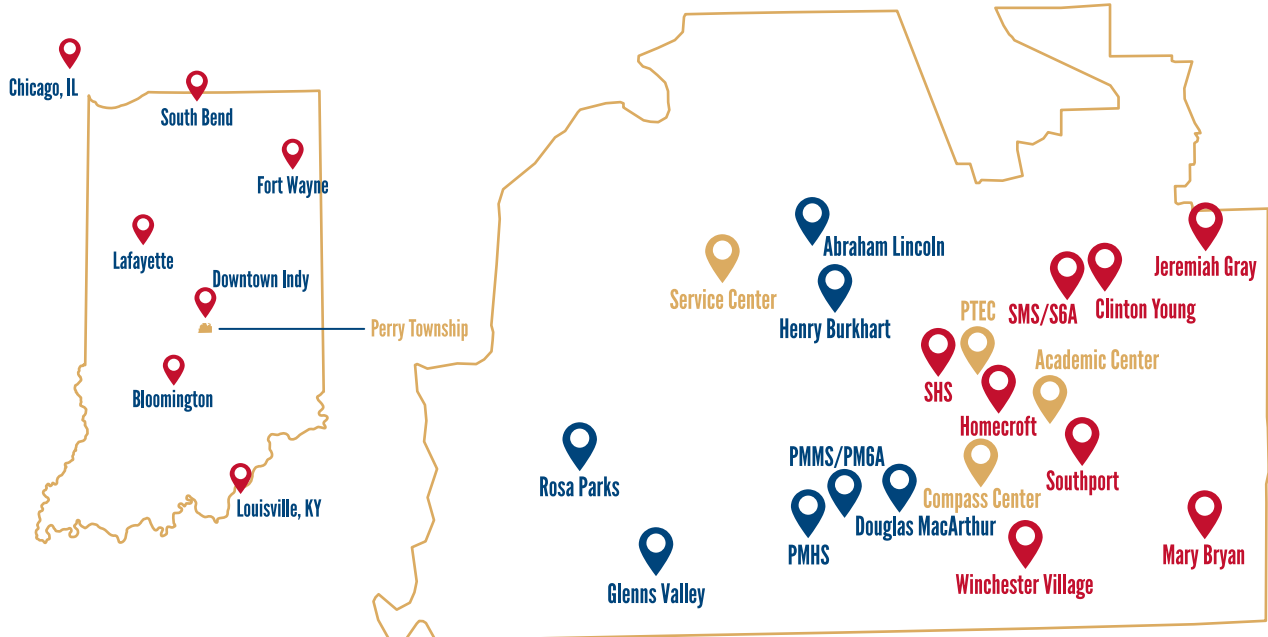 Chicago, IL
South Bend
Fort Wayne
Lafayette
Downtown Indy
Perry Township
Bloomington
Louisville, KY
Abraham Lincoln
Service Center
Henry Burkhart
Jeremiah Gray
SMS/S6A
Clinton Young
PTEC
Academic Center
SHS
Homecroft
PMMS/PM6A
Rosa Parks
Southport
Compass Center
Douglas MacArthur
PMHS
Mary Bryan
Winchester Village
Glenns Valley